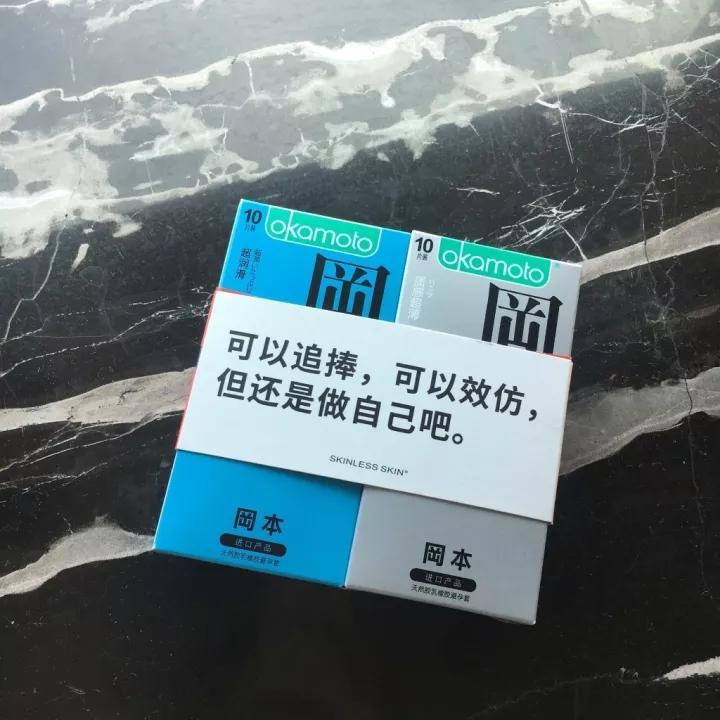 10
片装
okamoto
超润滑
岡
10
片装
okamoto
质感超薄
岡
可以追捧，可以效仿，
但还是做自己吧。
SKINLESS SKIN®
岡本
进口产品
天然胶乳橡胶避孕套
岡本
进口产品
天然胶乳橡胶避孕套